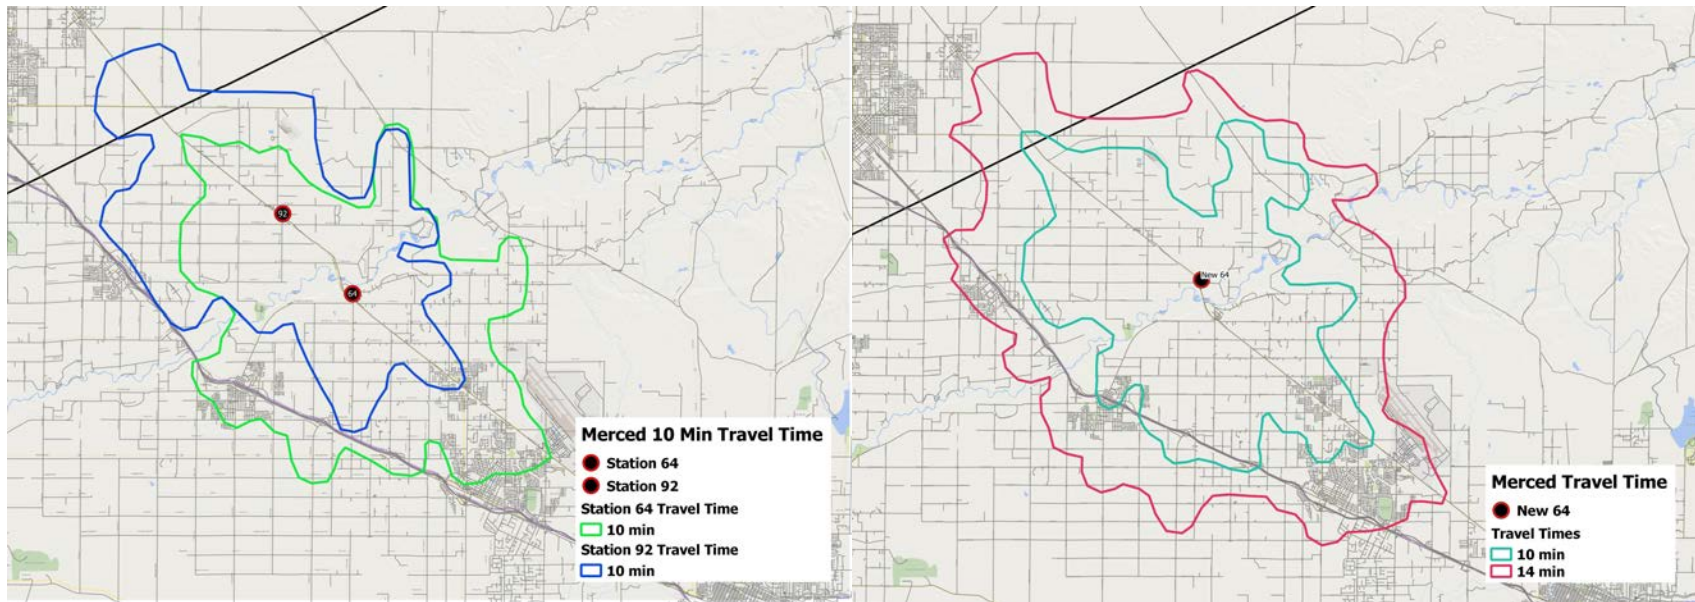 92
64
Merced 10 Min Travel Time
Station 64
Station 92
Station 64 Travel Time
10 min
Station 92 Travel Time
10 min
New 64
Merced Travel Time
New 64
Travel Times
10 min
14 min